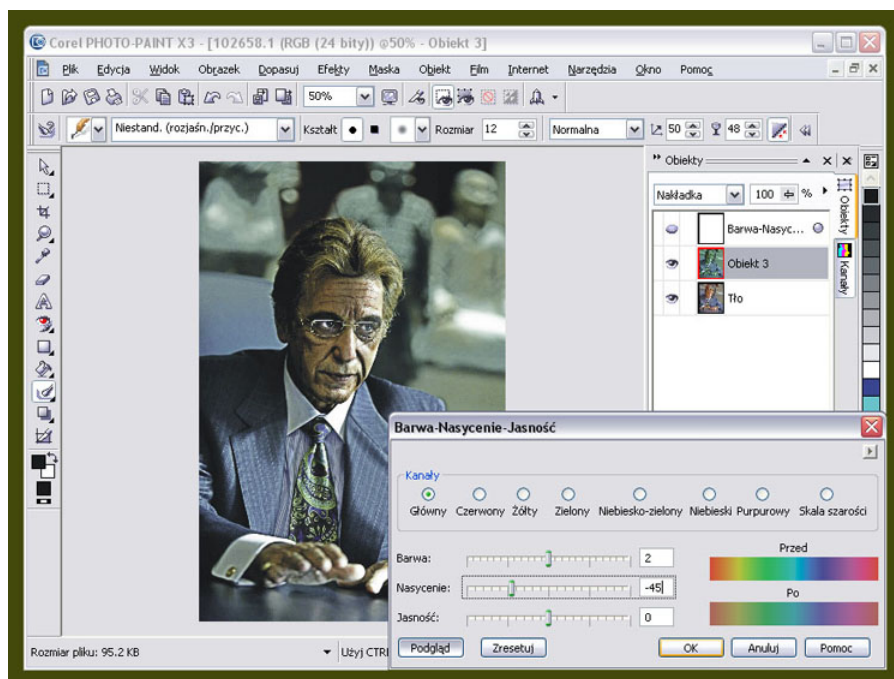 Corel PHOTO-PAINT X3 - [102658.1 (RGB (24 bity)) @50% - Obiekt 3]
Plik Edycja Widok Obrazek Dopasuj Efekty Maska Obiekt Film Internet Narzędzia Okno Pomoc
50%
Niestand. (rozjaśn./przyc.) Kształt Rozmiar 12 Normalna 50 48
Obiekty
Nakładka 100 %
Obiekty
Kanały
Barwa-Nasyc...
Obiekt 3
Tło
Barwa-Nasycenie-Jasność
Kanały
Główny Czerwony Żółty Zielony Niebiesko-zielony Niebieski Purpurowy Skala szarości
Przed
Barwa: 2
Po
Nasycenie: -45
Jasność: 0
Podgląd Zresetuj OK Anuluj Pomoc
Rozmiar pliku: 95.2 KB Użyj CTRL